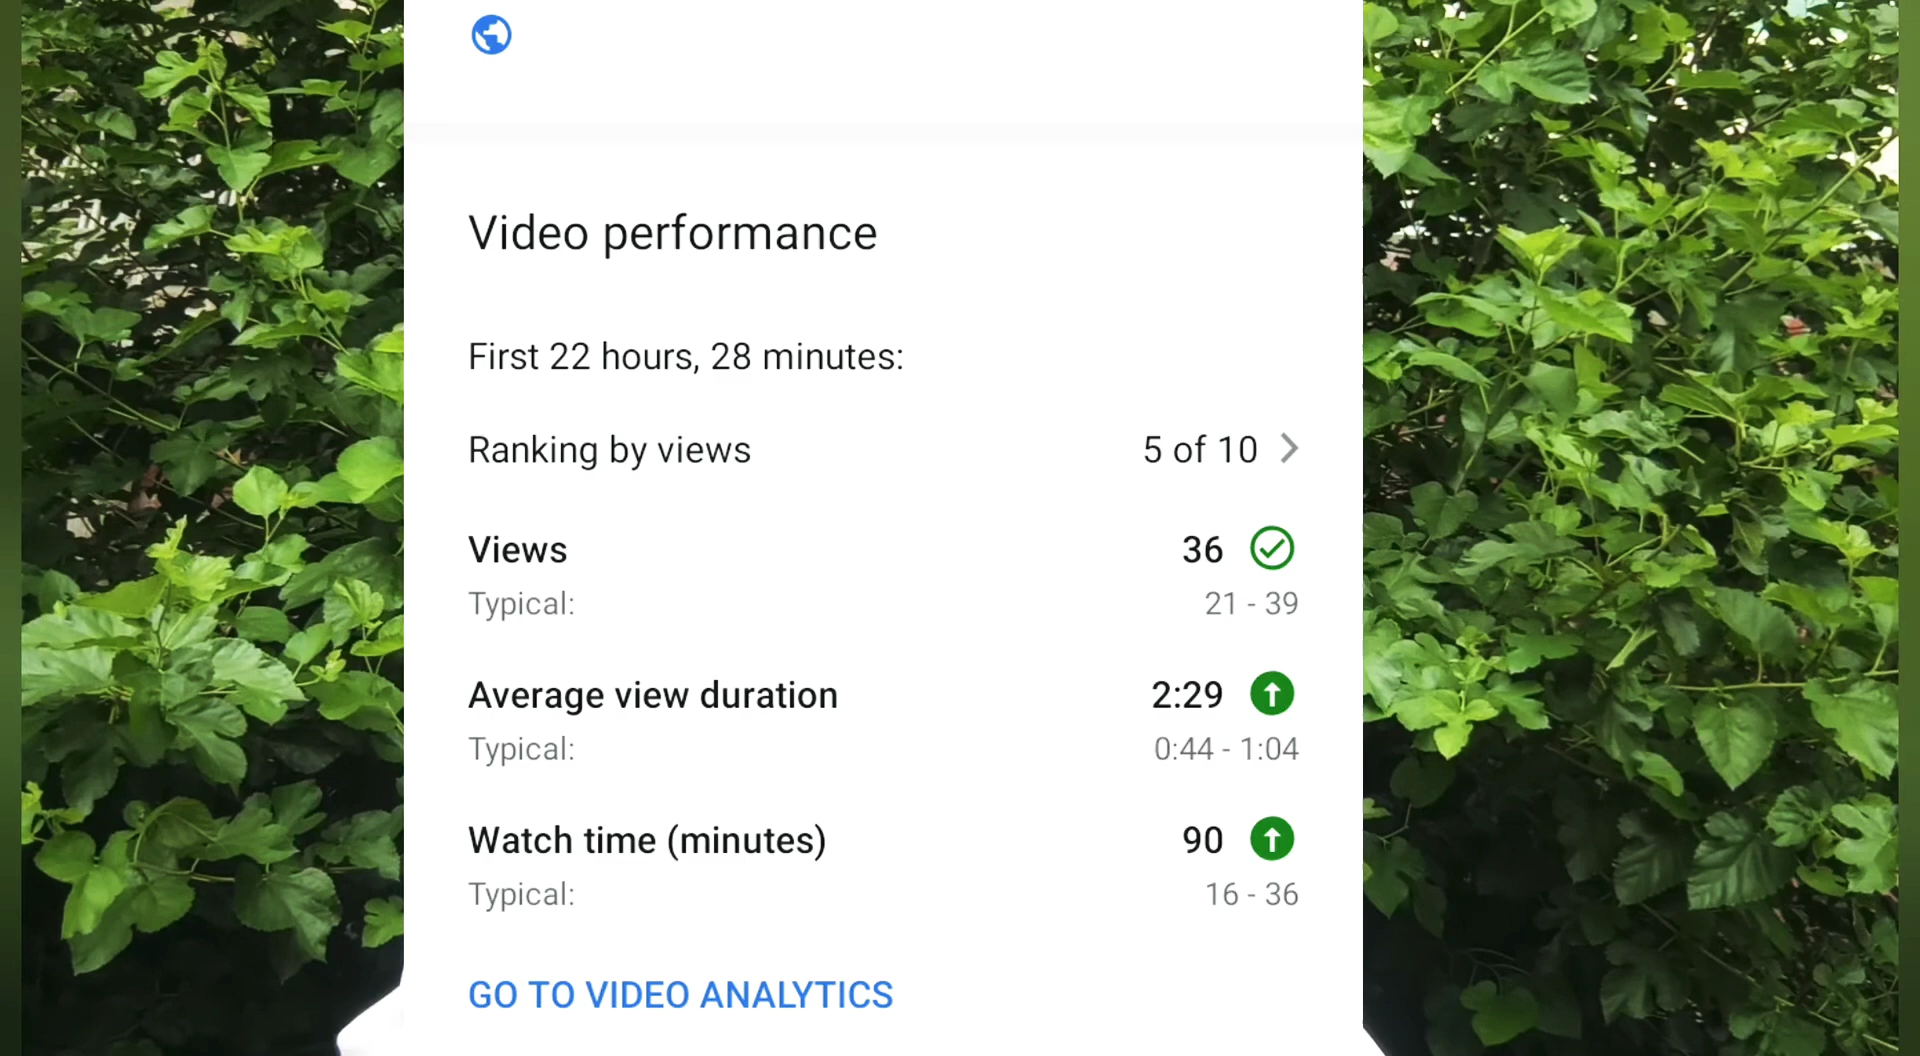 Video performance
First 22 hours, 28 minutes:
Ranking by views 5 of 10
Views 36
Typical: 21 - 39
Average view duration 2:29
Typical: 0:44 - 1:04
Watch time (minutes) 90
Typical: 16 - 36
GO TO VIDEO ANALYTICS